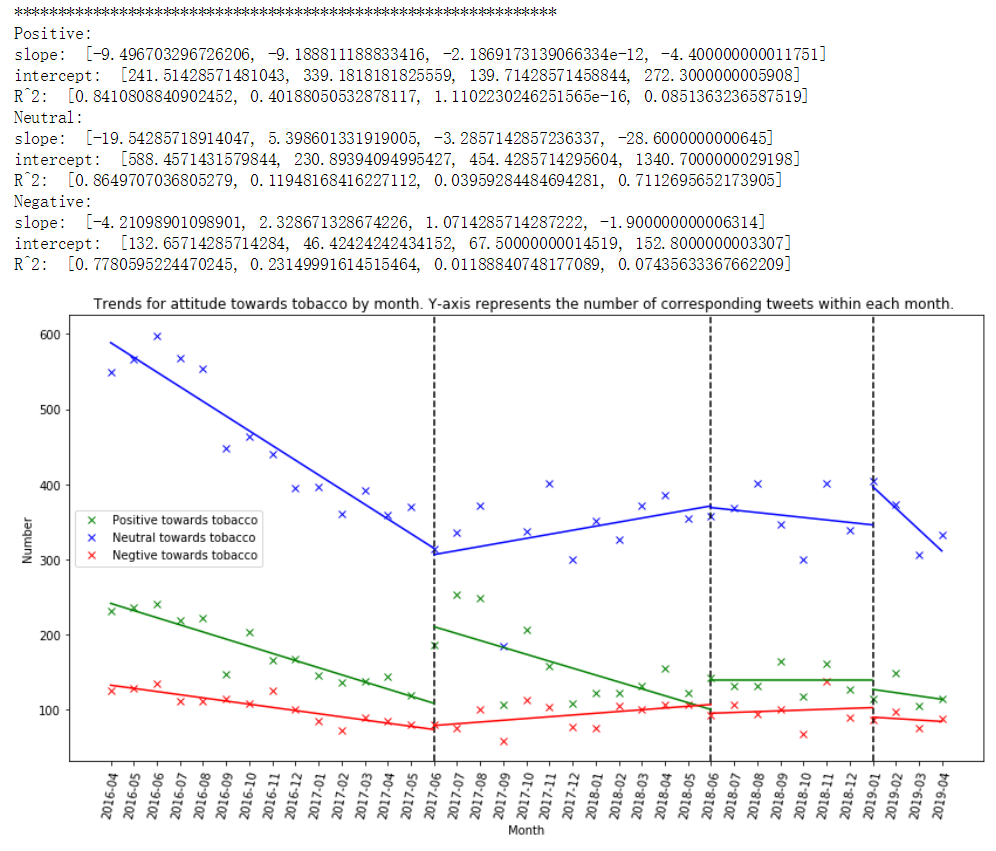 **************************************************************
Positive:
slope:  [-9.496703296726206, -9.188811188833416, -2.1869173139066334e-12, -4.400000000011751]
intercept:  [241.51428571481043, 339.1818181825559, 139.71428571458844, 272.3000000005908]
R^2:  [0.8410808840902452, 0.40188050532878117, 1.1102230246251565e-16, 0.0851363236587519]
Neutral:
slope:  [-19.54285718914047, 5.398601331919005, -3.2857142857236337, -28.6000000000645]
intercept:  [588.4571431579844, 230.89394094995427, 454.4285714295604, 1340.7000000029198]
R^2:  [0.8649707036805279, 0.11948168416227112, 0.03959284484694281, 0.7112695652173905]
Negative:
slope:  [-4.21098901098901, 2.328671328674226, 1.0714285714287222, -1.900000000006314]
intercept:  [132.65714285714284, 46.42424242434152, 67.50000000014519, 152.8000000003307]
R^2:  [0.7780595224470245, 0.23149991614515464, 0.01188840748177089, 0.07435633367662209]
Trends for attitude towards tobacco by month. Y-axis represents the number of corresponding tweets within each month.
600
500
400
300
200
100
Number
Positive towards tobacco
Neutral towards tobacco
Negtive towards tobacco
2016-04
2016-05
2016-06
2016-07
2016-08
2016-09
2016-10
2016-11
2016-12
2017-01
2017-02
2017-03
2017-04
2017-05
2017-06
2017-07
2017-08
2017-09
2017-10
2017-11
2017-12
2018-01
2018-02
2018-03
2018-04
2018-05
2018-06
2018-07
2018-08
2018-09
2018-10
2018-11
2018-12
2019-01
2019-02
2019-03
2019-04
Month